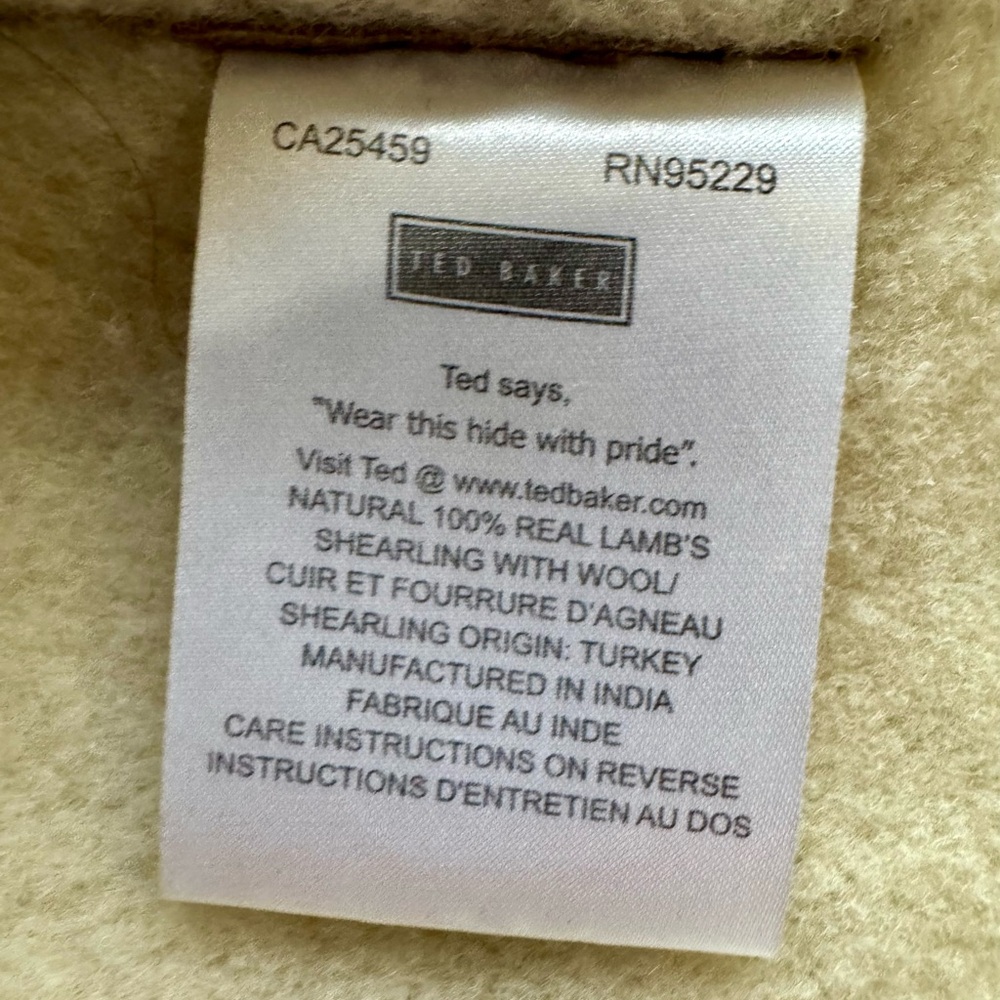 CA25459
RN95229
TED BAKER
Ted says,
"Wear this hide with pride".
Visit Ted @ www.tedbaker.com
NATURAL 100% REAL LAMB'S
SHEARLING WITH WOOL/
CUIR ET FOURRURE D'AGNEAU
SHEARLING ORIGIN: TURKEY
MANUFACTURED IN INDIA
FABRIQUE AU INDE
CARE INSTRUCTIONS ON REVERSE
INSTRUCTIONS D'ENTRETIEN AU DOS